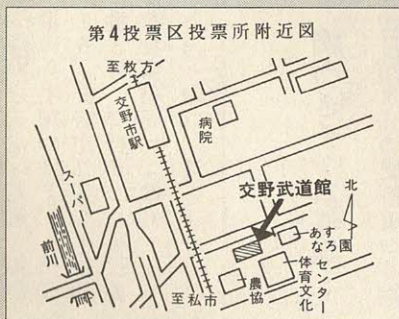 第4投票区投票所附近図
至枚方
交野市駅
病院
スーパー
前川
交野武道館
北
あすなろ園
体育文化センター
農協
至私市